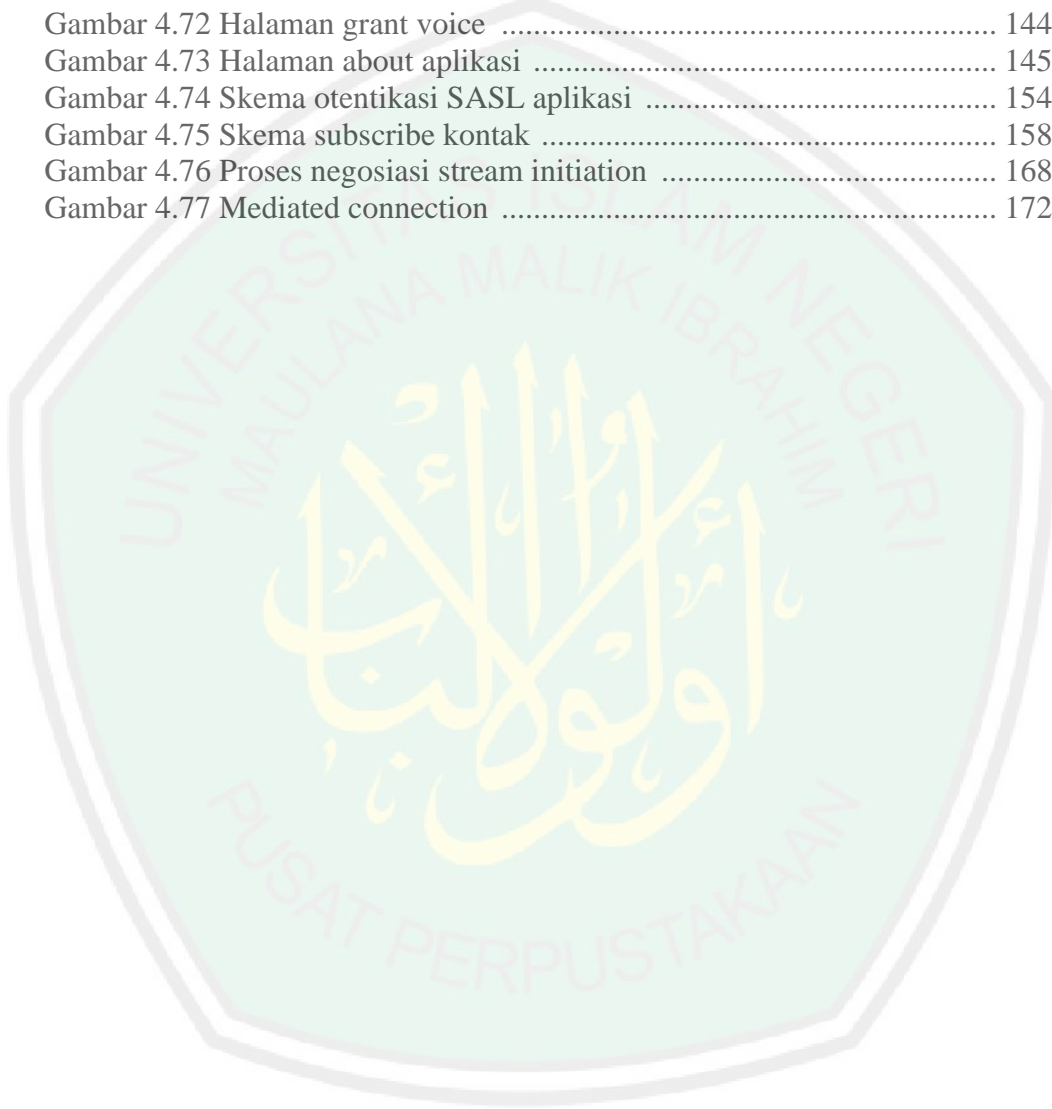 Gambar 4.72 Halaman grant voice ................................................................ 144
Gambar 4.73 Halaman about aplikasi ............................................................ 145
Gambar 4.74 Skema otentikasi SASL aplikasi .............................................. 154
Gambar 4.75 Skema subscribe kontak ........................................................... 158
Gambar 4.76 Proses negosiasi stream initiation ............................................ 168
Gambar 4.77 Mediated connection ................................................................ 172
UNIVERSITAS ISLAM NEGERI
MAULANA MALIK IBRAHIM
أولوا الألباب
PUSAT PERPUSTAKAAN